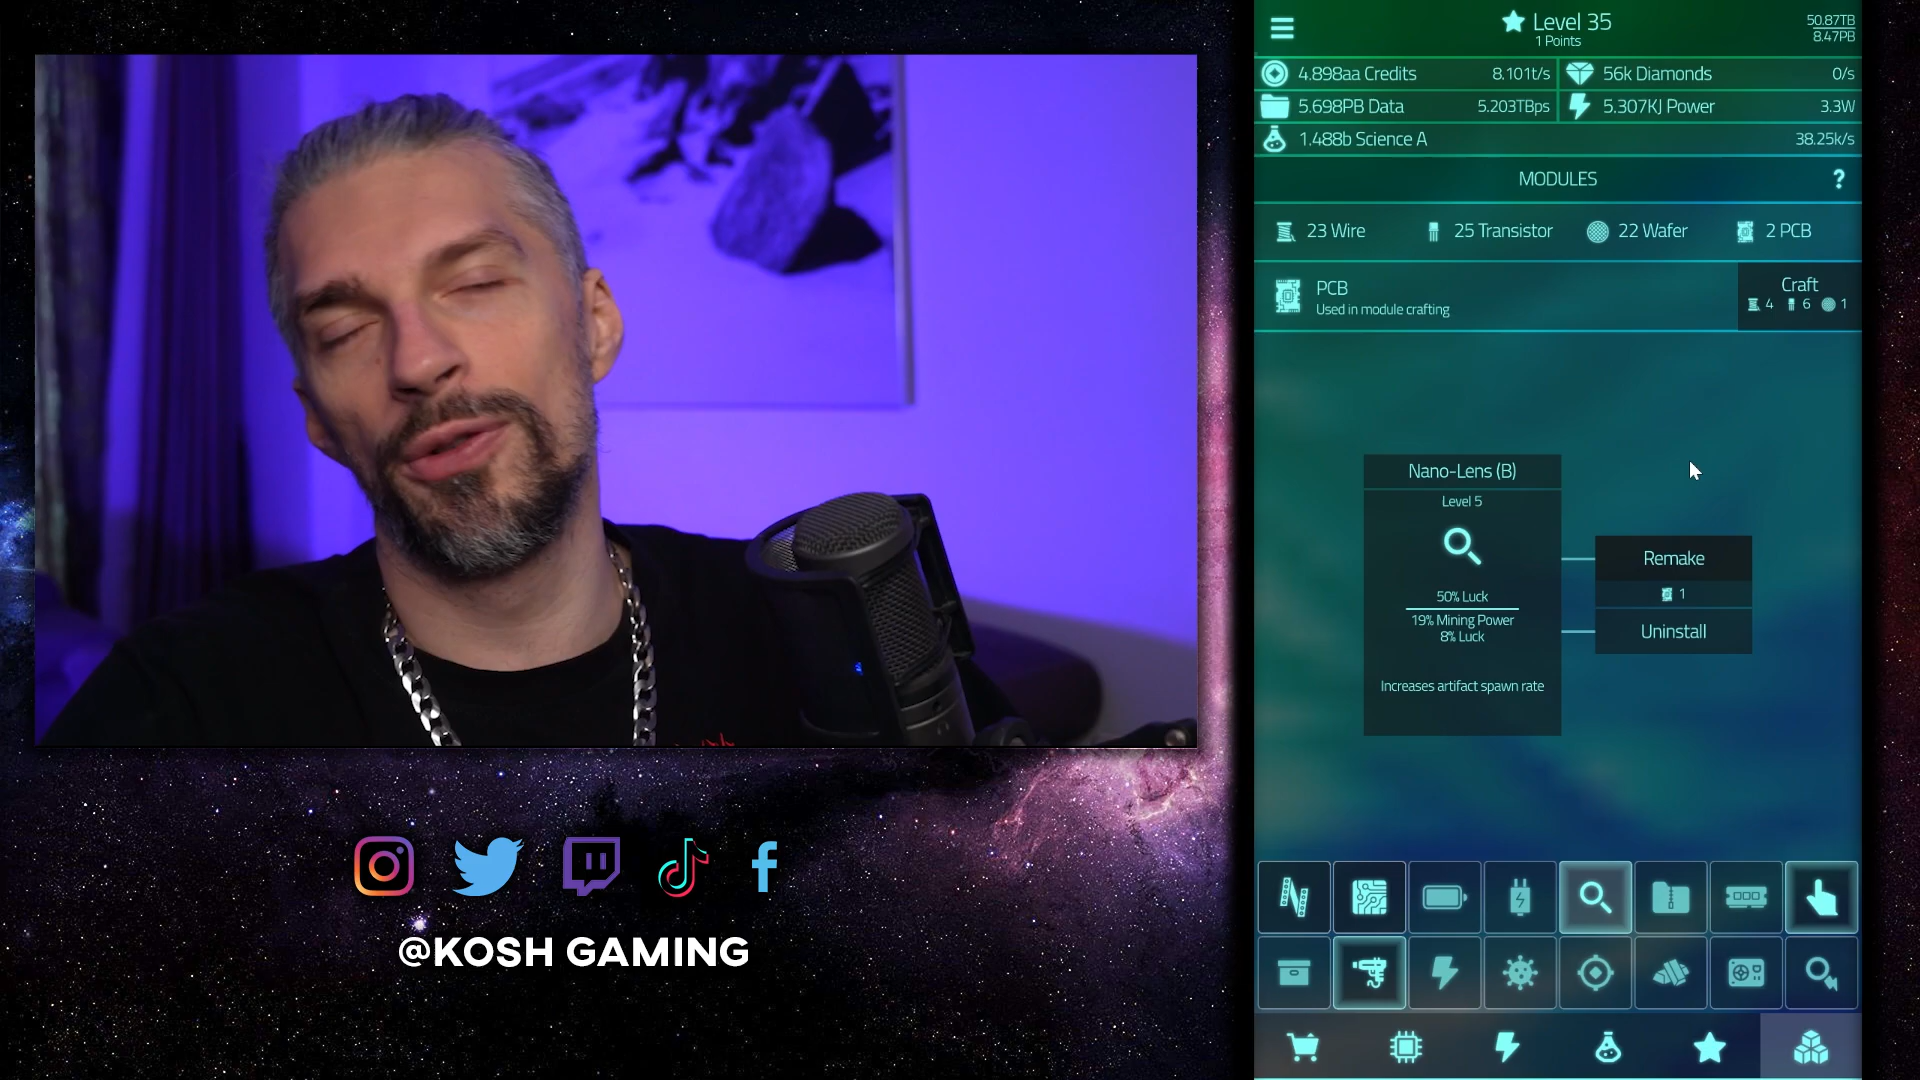 Level 35
1 Points
50.87TB
8.47PB
4.898aa Credits 8.101t/s
56k Diamonds 0/s
5.698PB Data 5.203TBps
5.307KJ Power 3.3W
1.488b Science A 38.25k/s
MODULES ?
23 Wire 25 Transistor 22 Wafer 2 PCB
PCB
Used in module crafting
Craft
4 6 1
Nano-Lens (B)
Level 5
50% Luck
19% Mining Power
8% Luck
Increases artifact spawn rate
Remake
1
Uninstall
@KOSH GAMING